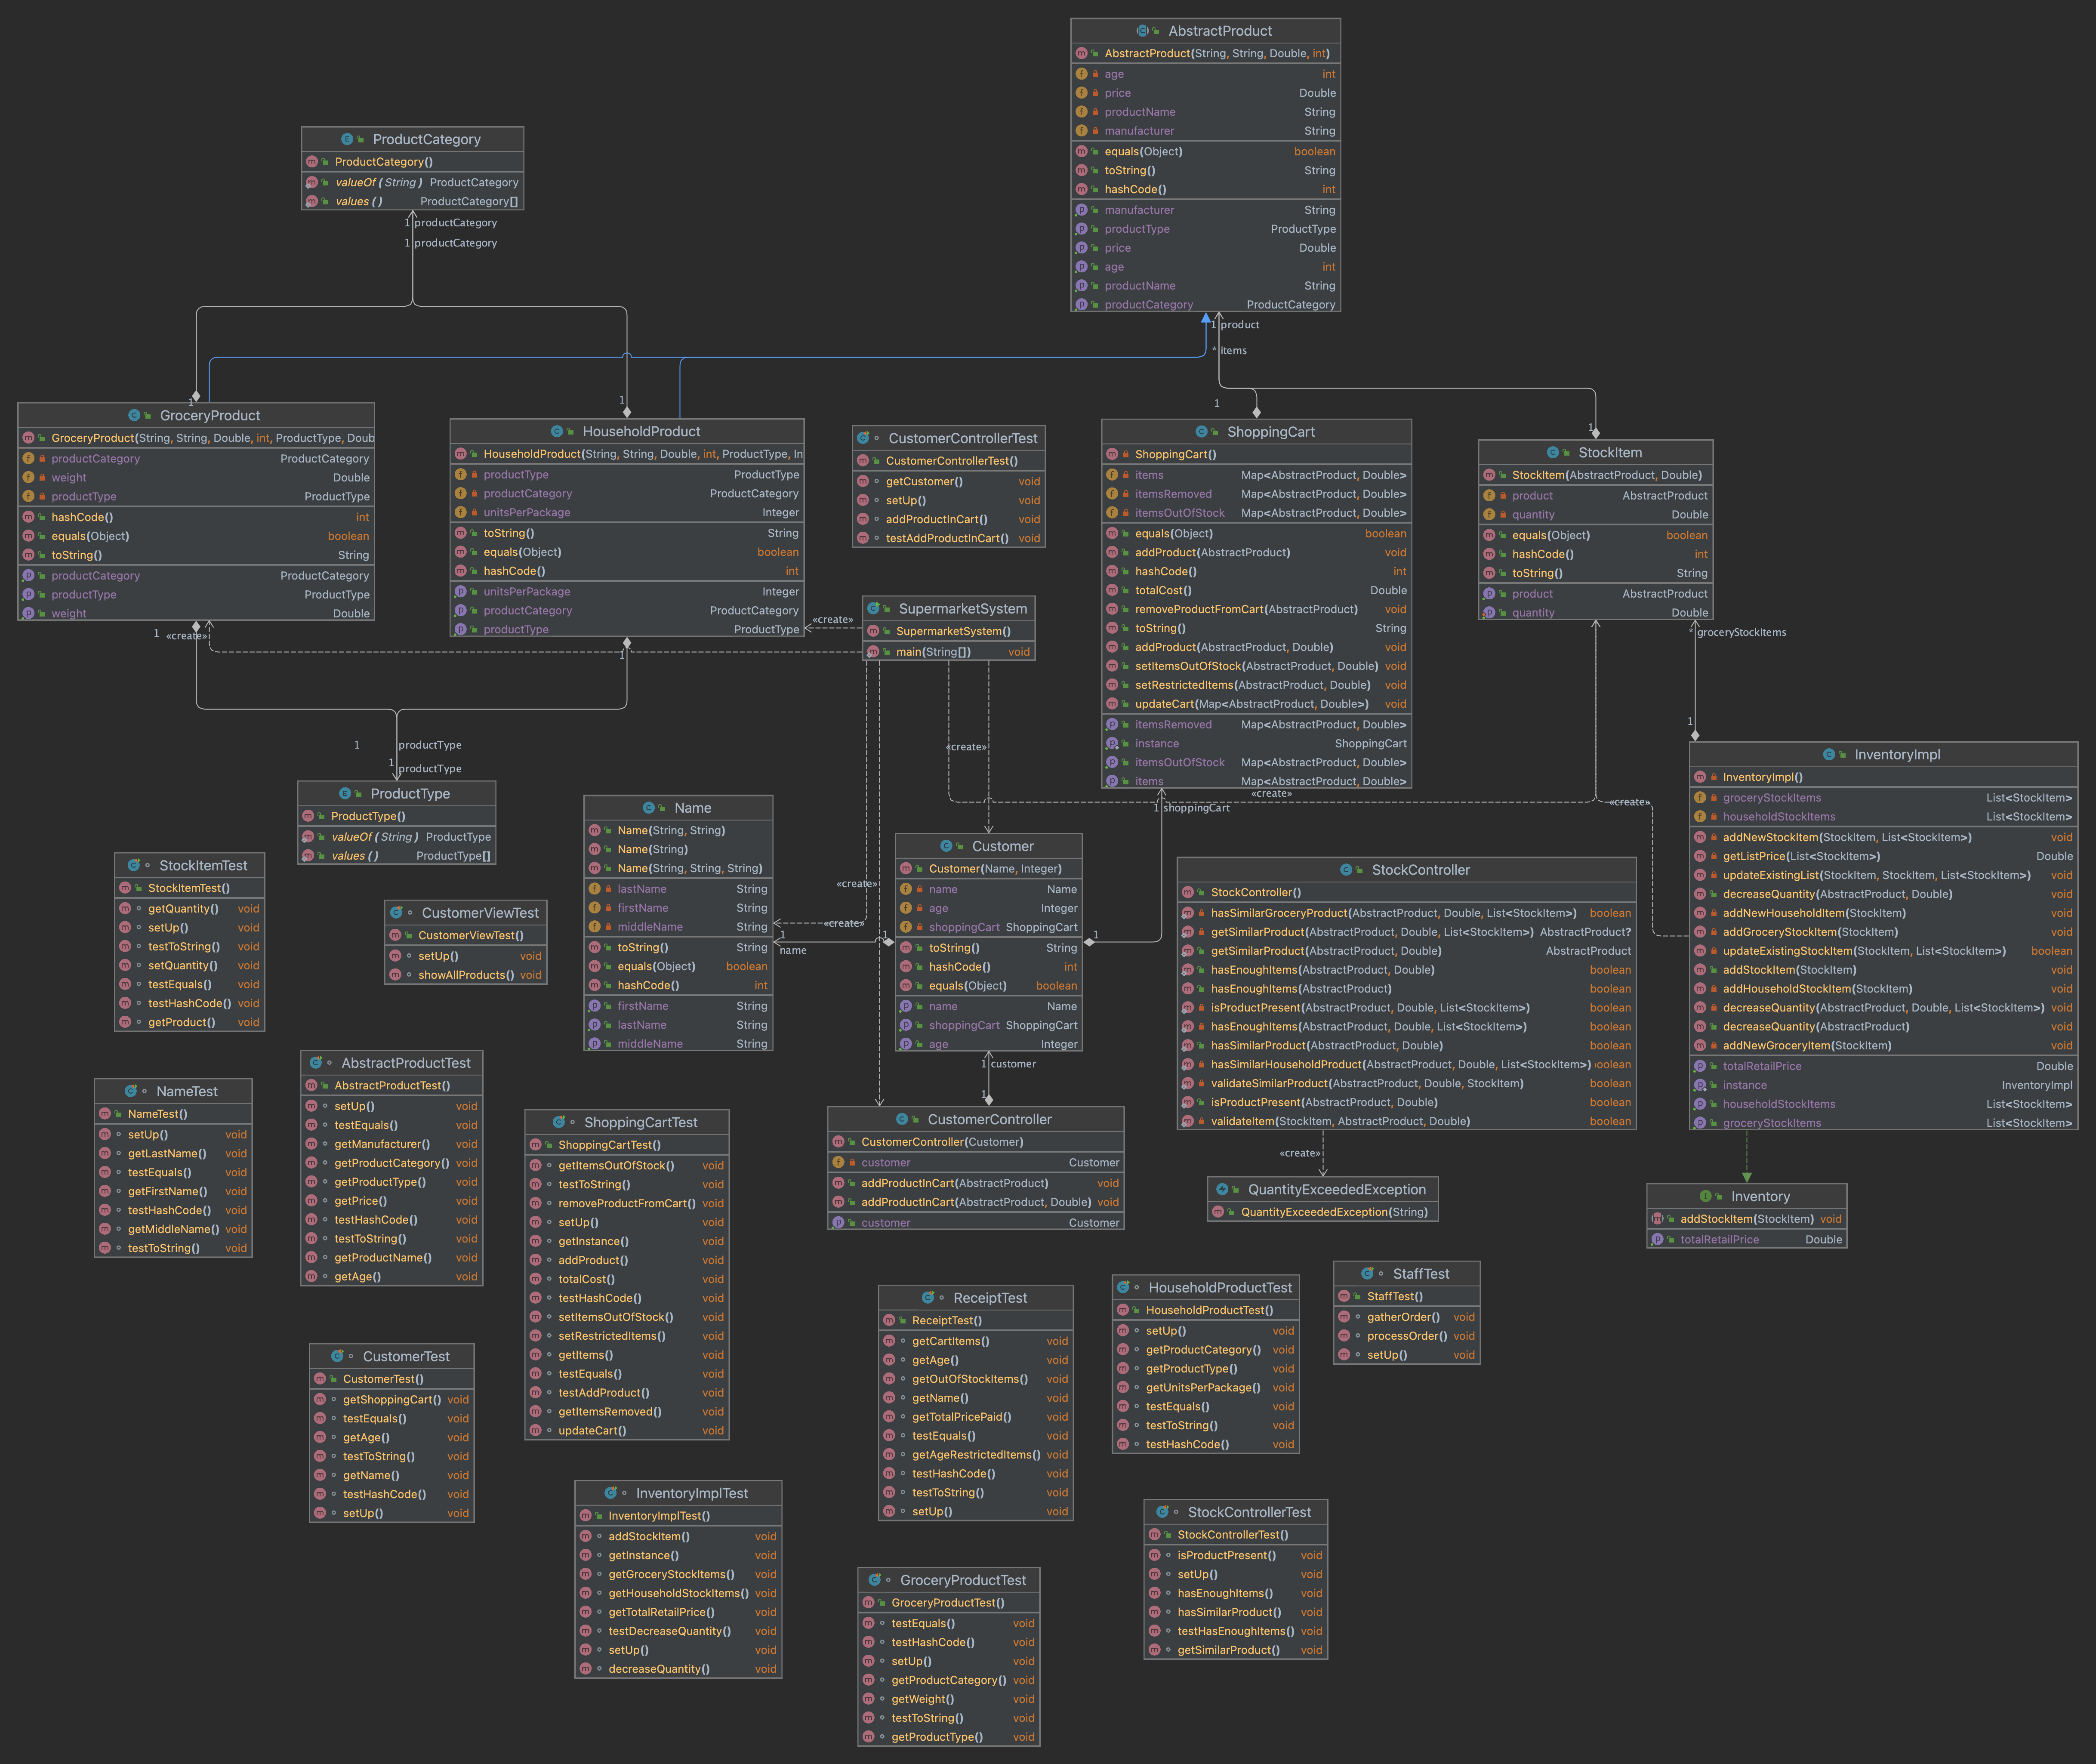 AbstractProduct
AbstractProduct(String, String, Double, int)
age int
price Double
productName String
manufacturer String
equals(Object) boolean
toString() String
hashCode() int
manufacturer String
productType ProductType
price Double
age int
productName String
productCategory ProductCategory
ProductCategory
ProductCategory()
valueOf (String) ProductCategory
values () ProductCategory[]
1 productCategory
1 productCategory
1 product
* items
1
1
1
1
GroceryProduct
GroceryProduct(String, String, Double, int, ProductType, Doub
productCategory ProductCategory
weight Double
productType ProductType
hashCode() int
equals(Object) boolean
toString() String
productCategory ProductCategory
productType ProductType
weight Double
HouseholdProduct
HouseholdProduct(String, String, Double, int, ProductType, In
productType ProductType
productCategory ProductCategory
unitsPerPackage Integer
toString() String
equals(Object) boolean
hashCode() int
unitsPerPackage Integer
productCategory ProductCategory
productType ProductType
CustomerControllerTest
CustomerControllerTest()
getCustomer() void
setUp() void
addProductInCart() void
testAddProductInCart() void
ShoppingCart
ShoppingCart()
items Map<AbstractProduct, Double>
itemsRemoved Map<AbstractProduct, Double>
itemsOutOfStock Map<AbstractProduct, Double>
equals(Object) boolean
addProduct(AbstractProduct) void
hashCode() int
totalCost() Double
removeProductFromCart(AbstractProduct) void
toString() String
addProduct(AbstractProduct, Double) void
setItemsOutOfStock(AbstractProduct, Double) void
setRestrictedItems(AbstractProduct, Double) void
updateCart(Map<AbstractProduct, Double>) void
itemsRemoved Map<AbstractProduct, Double>
instance ShoppingCart
itemsOutOfStock Map<AbstractProduct, Double>
items Map<AbstractProduct, Double>
StockItem
StockItem(AbstractProduct, Double)
product AbstractProduct
quantity Double
equals(Object) boolean
hashCode() int
toString() String
product AbstractProduct
quantity Double
SupermarketSystem
SupermarketSystem()
main(String[]) void
«create»
1 «create»
1
* groceryStockItems
1
«create»
1 productType
1 productType
«create»
«create»
1 shoppingCart
ProductType
ProductType()
valueOf (String) ProductType
values () ProductType[]
InventoryImpl
InventoryImpl()
groceryStockItems List<StockItem>
householdStockItems List<StockItem>
addNewStockItem(StockItem, List<StockItem>) void
getListPrice(List<StockItem>) Double
updateExistingList(StockItem, StockItem, List<StockItem>) void
decreaseQuantity(AbstractProduct, Double) void
addNewHouseholdItem(StockItem) void
addGroceryStockItem(StockItem) void
updateExistingStockItem(StockItem, List<StockItem>) boolean
addStockItem(StockItem) void
addHouseholdStockItem(StockItem) void
decreaseQuantity(AbstractProduct, Double, List<StockItem>) void
decreaseQuantity(AbstractProduct) void
addNewGroceryItem(StockItem) void
totalRetailPrice Double
instance InventoryImpl
householdStockItems List<StockItem>
groceryStockItems List<StockItem>
Name
Name(String, String)
Name(String)
Name(String, String, String)
lastName String
firstName String
middleName String
toString() String
equals(Object) boolean
hashCode() int
firstName String
lastName String
middleName String
«create»
«create»
1
name
1
1
Customer
Customer(Name, Integer)
name Name
age Integer
shoppingCart ShoppingCart
toString() String
hashCode() int
equals(Object) boolean
name Name
shoppingCart ShoppingCart
age Integer
1 customer
1
StockController
StockController()
hasSimilarGroceryProduct(AbstractProduct, Double, List<StockItem>) boolean
getSimilarProduct(AbstractProduct, Double, List<StockItem>) AbstractProduct?
getSimilarProduct(AbstractProduct, Double) AbstractProduct
hasEnoughItems(AbstractProduct, Double) boolean
hasEnoughItems(AbstractProduct) boolean
isProductPresent(AbstractProduct, Double, List<StockItem>) boolean
hasEnoughItems(AbstractProduct, Double, List<StockItem>) boolean
hasSimilarProduct(AbstractProduct, Double) boolean
hasSimilarHouseholdProduct(AbstractProduct, Double, List<StockItem>) boolean
validateSimilarProduct(AbstractProduct, Double, StockItem) boolean
isProductPresent(AbstractProduct, Double) boolean
validateItem(StockItem, AbstractProduct, Double) boolean
StockItemTest
StockItemTest()
getQuantity() void
setUp() void
testToString() void
setQuantity() void
testEquals() void
testHashCode() void
getProduct() void
CustomerViewTest
CustomerViewTest()
setUp() void
showAllProducts() void
NameTest
NameTest()
setUp() void
getLastName() void
testEquals() void
getFirstName() void
testHashCode() void
getMiddleName() void
testToString() void
AbstractProductTest
AbstractProductTest()
setUp() void
testEquals() void
getManufacturer() void
getProductCategory() void
getProductType() void
getPrice() void
testHashCode() void
testToString() void
getProductName() void
getAge() void
ShoppingCartTest
ShoppingCartTest()
getItemsOutOfStock() void
testToString() void
removeProductFromCart() void
setUp() void
getInstance() void
addProduct() void
totalCost() void
testHashCode() void
setItemsOutOfStock() void
setRestrictedItems() void
getItems() void
testEquals() void
testAddProduct() void
getItemsRemoved() void
updateCart() void
CustomerController
CustomerController(Customer)
customer Customer
addProductInCart(AbstractProduct) void
addProductInCart(AbstractProduct, Double) void
customer Customer
«create»
QuantityExceededException
QuantityExceededException(String)
Inventory
addStockItem(StockItem) void
totalRetailPrice Double
CustomerTest
CustomerTest()
getShoppingCart() void
testEquals() void
getAge() void
testToString() void
getName() void
testHashCode() void
setUp() void
ReceiptTest
ReceiptTest()
getCartItems() void
getAge() void
getOutOfStockItems() void
getName() void
getTotalPricePaid() void
testEquals() void
getAgeRestrictedItems() void
testHashCode() void
testToString() void
setUp() void
HouseholdProductTest
HouseholdProductTest()
setUp() void
getProductCategory() void
getProductType() void
getUnitsPerPackage() void
testEquals() void
testToString() void
testHashCode() void
StaffTest
StaffTest()
gatherOrder() void
processOrder() void
setUp() void
InventoryImplTest
InventoryImplTest()
addStockItem() void
getInstance() void
getGroceryStockItems() void
getHouseholdStockItems() void
getTotalRetailPrice() void
testDecreaseQuantity() void
setUp() void
decreaseQuantity() void
GroceryProductTest
GroceryProductTest()
testEquals() void
testHashCode() void
setUp() void
getProductCategory() void
getWeight() void
testToString() void
getProductType() void
StockControllerTest
StockControllerTest()
isProductPresent() void
setUp() void
hasEnoughItems() void
hasSimilarProduct() void
testHasEnoughItems() void
getSimilarProduct() void